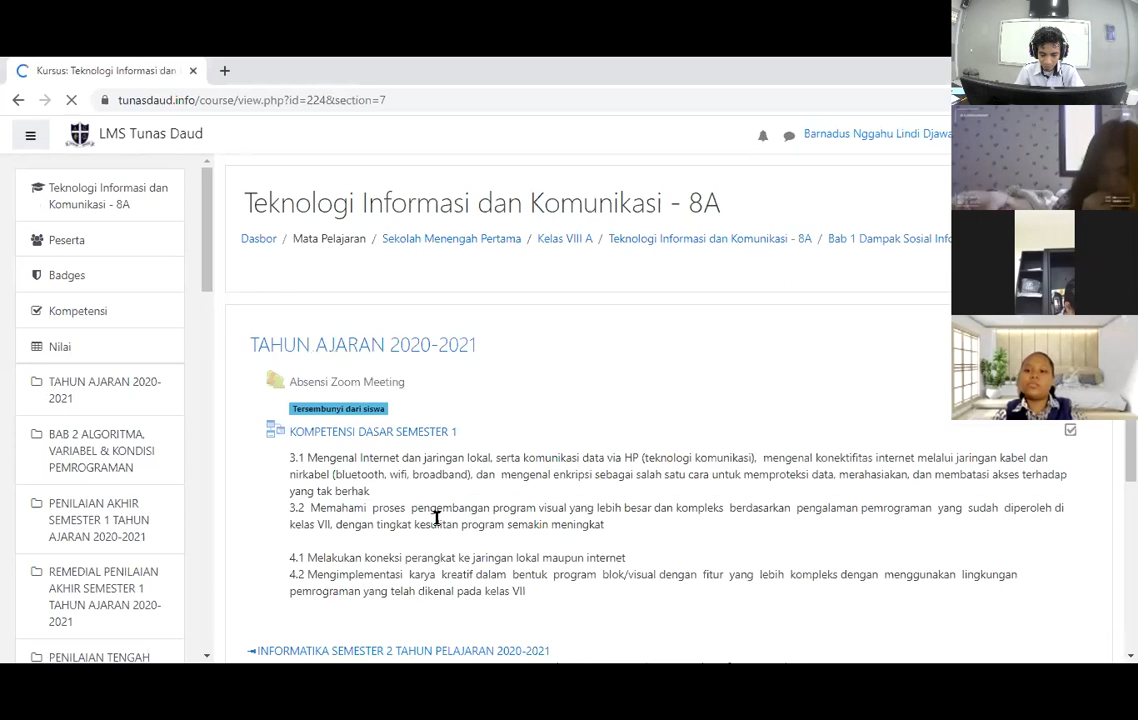 Kursus: Teknologi Informasi dan
tunasdaud.info/course/view.php?id=224&section=7
LMS Tunas Daud
Barnadus Nggahu Lindi Djawa
Teknologi Informasi dan
Komunikasi - 8A
Peserta
Badges
Kompetensi
Nilai
TAHUN AJARAN 2020-
2021
BAB 2 ALGORITMA,
VARIABEL & KONDISI
PEMROGRAMAN
PENILAIAN AKHIR
SEMESTER 1 TAHUN
AJARAN 2020-2021
REMEDIAL PENILAIAN
AKHIR SEMESTER 1
TAHUN AJARAN 2020-
2021
PENILAIAN TENGAH
Teknologi Informasi dan Komunikasi - 8A
Dasbor / Mata Pelajaran / Sekolah Menengah Pertama / Kelas VIII A / Teknologi Informasi dan Komunikasi - 8A / Bab 1 Dampak Sosial Info
TAHUN AJARAN 2020-2021
Absensi Zoom Meeting
Tersembunyi dari siswa
KOMPETENSI DASAR SEMESTER 1
3.1 Mengenal Internet dan jaringan lokal, serta komunikasi data via HP (teknologi komunikasi), mengenal konektifitas internet melalui jaringan kabel dan
nirkabel (bluetooth, wifi, broadband), dan mengenal enkripsi sebagai salah satu cara untuk memproteksi data, merahasiakan, dan membatasi akses terhadap
yang tak berhak
3.2 Memahami proses pengembangan program visual yang lebih besar dan kompleks berdasarkan pengalaman pemrograman yang sudah diperoleh di
kelas VII, dengan tingkat kesulitan program semakin meningkat
4.1 Melakukan koneksi perangkat ke jaringan lokal maupun internet
4.2 Mengimplementasi karya kreatif dalam bentuk program blok/visual dengan fitur yang lebih kompleks dengan menggunakan lingkungan
pemrograman yang telah dikenal pada kelas VII
◄INFORMATIKA SEMESTER 2 TAHUN PELAJARAN 2020-2021